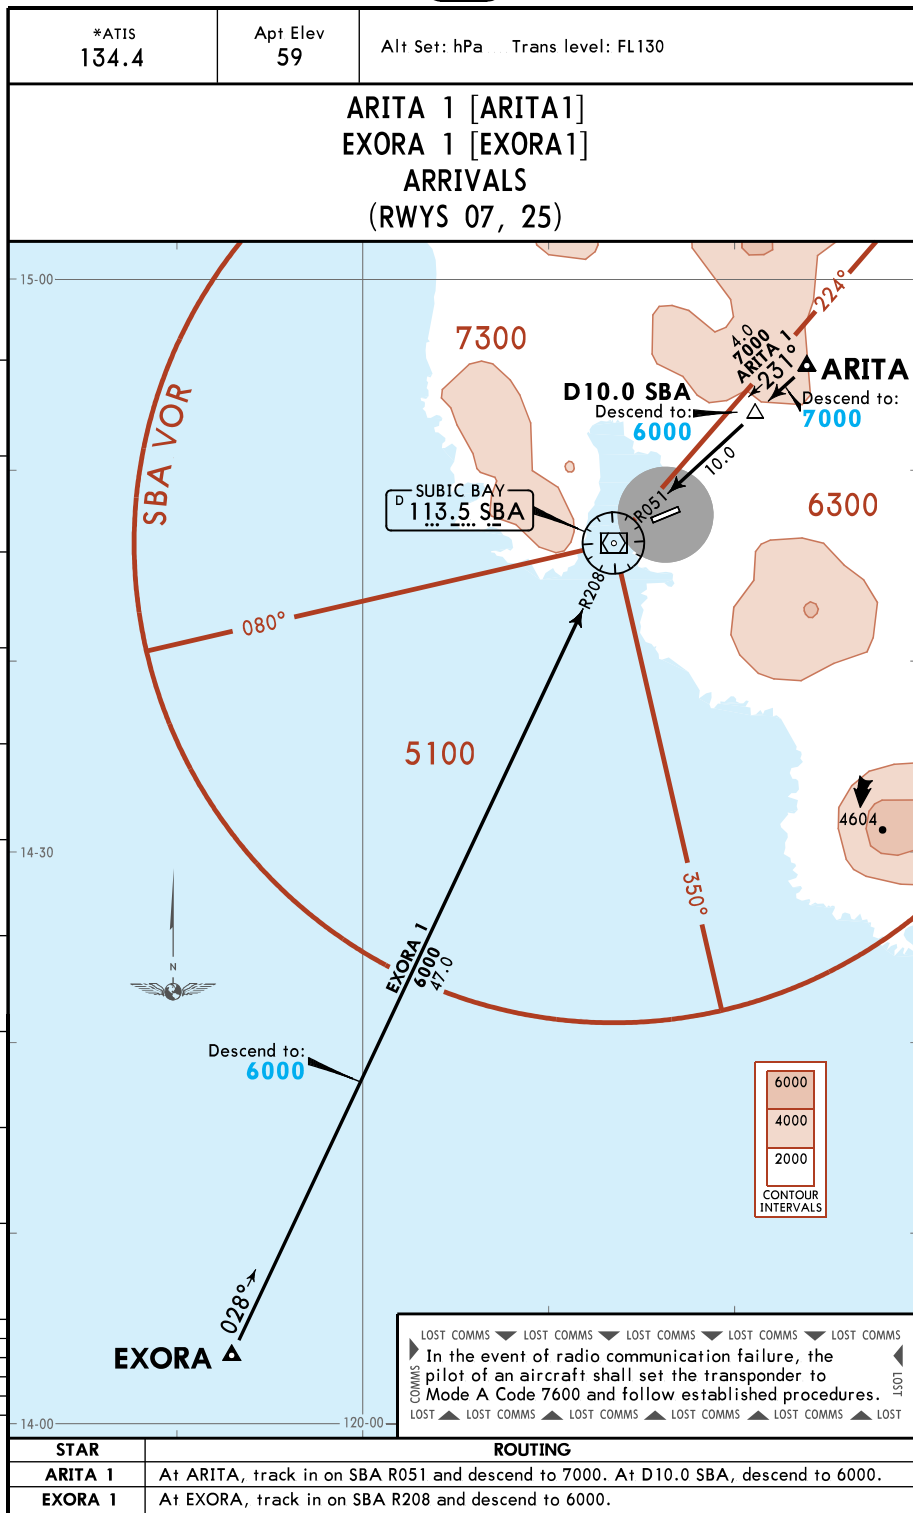 *ATIS
134.4
Apt Elev
59
Alt Set: hPa Trans level: FL130
ARITA 1 [ARITA1]
EXORA 1 [EXORA1]
ARRIVALS
(RWYS 07, 25)
15-00
224°
7300
4.0
7000
ARITA 1
231°
ARITA
D10.0 SBA
Descend to:
6000
Descend to:
7000
SBA VOR
10.0
SUBIC BAY
D 113.5 SBA
R051
6300
R208
080°
5100
4604
14-30
350°
EXORA 1
6000
47.0
N
Descend to:
6000
6000
4000
2000
CONTOUR
INTERVALS
028°
EXORA
LOST COMMS LOST COMMS LOST COMMS LOST COMMS LOST COMMS
In the event of radio communication failure, the
pilot of an aircraft shall set the transponder to
Mode A Code 7600 and follow established procedures.
COMMS
LOST
LOST LOST COMMS LOST COMMS LOST COMMS LOST COMMS LOST
14-00
120-00
STAR ROUTING
ARITA 1 At ARITA, track in on SBA R051 and descend to 7000. At D10.0 SBA, descend to 6000.
EXORA 1 At EXORA, track in on SBA R208 and descend to 6000.